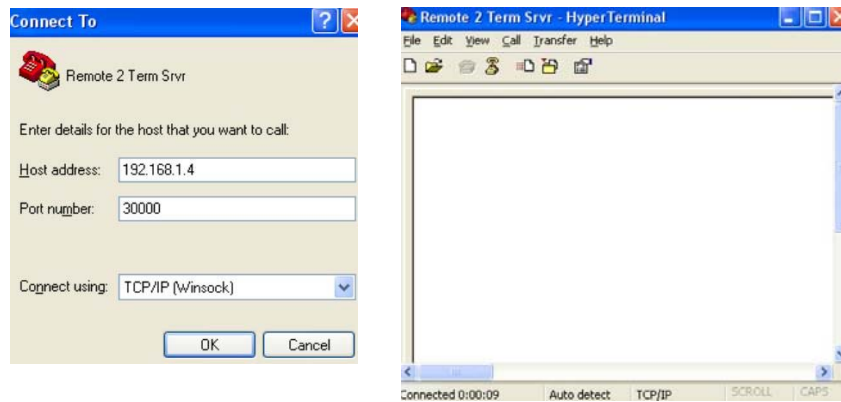 Connect To
Remote 2 Term Srvr
Enter details for the host that you want to call:
Host address: 192.168.1.4
Port number: 30000
Connect using: TCP/IP (Winsock)
OK Cancel
Remote 2 Term Srvr - HyperTerminal
File Edit View Call Transfer Help
Connected 0:00:09 Auto detect TCP/IP SCROLL CAPS